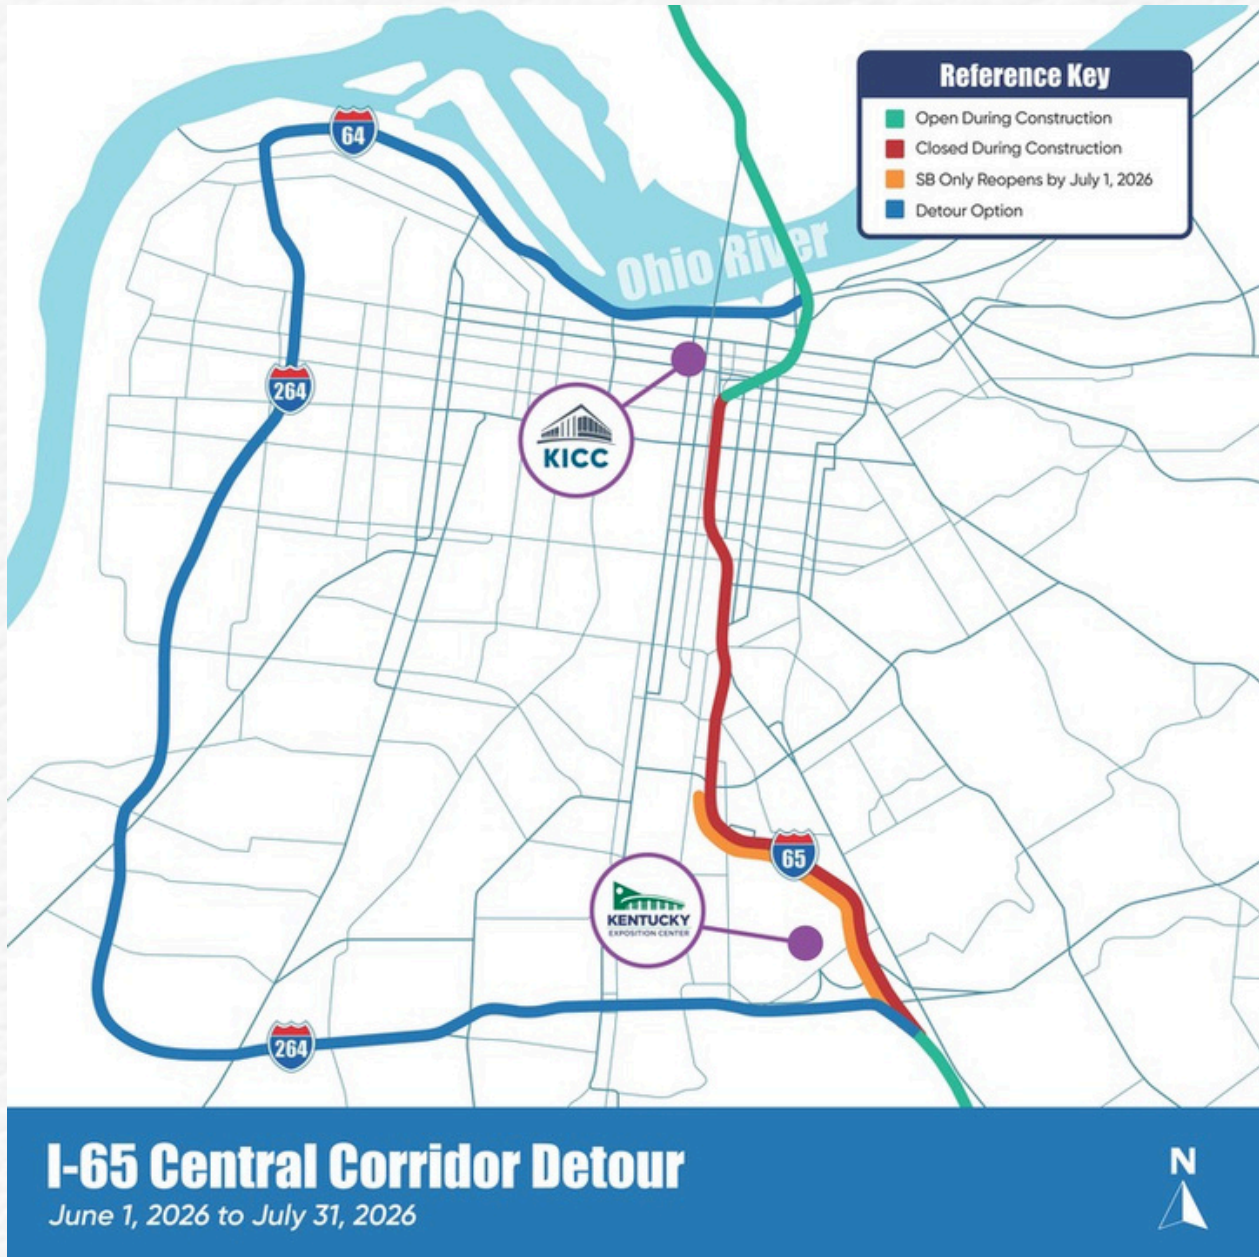 Reference Key
Open During Construction
Closed During Construction
SB Only Reopens by July 1, 2026
Detour Option
64
Ohio River
264
KICC
65
KENTUCKY
EXPOSITION CENTER
264
I-65 Central Corridor Detour
June 1, 2026 to July 31, 2026
N